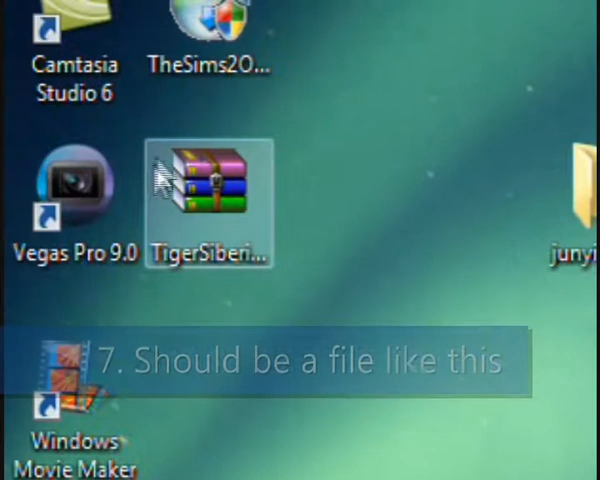 Camtasia
Studio 6
TheSims2O...
Vegas Pro 9.0
TigerSiberi...
junyi
7. Should be a file like this
Windows
Movie Maker